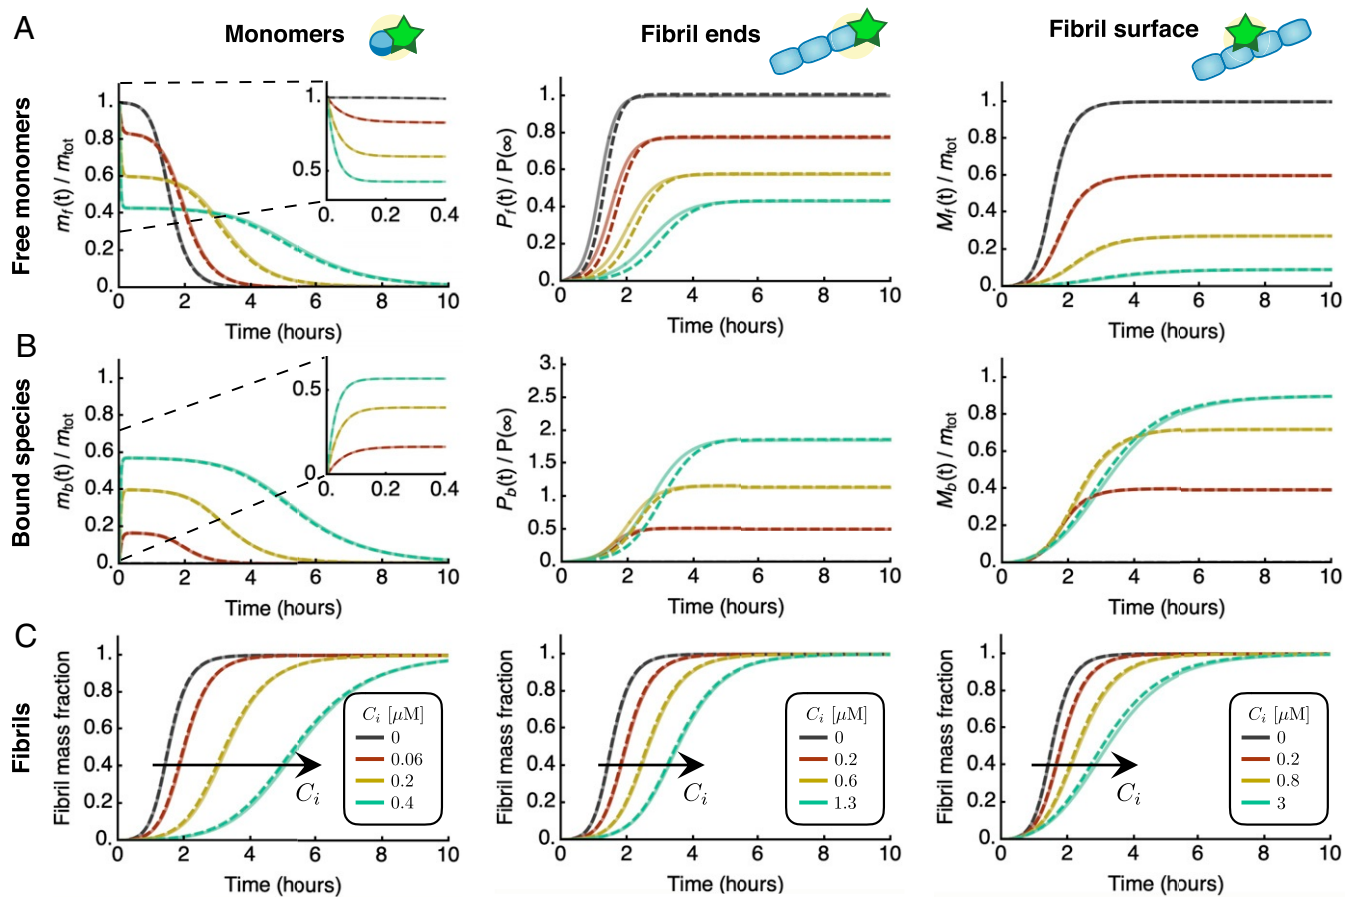 A
Monomers
Fibril ends
Fibril surface
Free monomers
m_f(t) / m_tot
1.
0.8
0.6
0.4
0.2
0.
0 2 4 6 8 10
Time (hours)
1.
0.5
0. 0.2 0.4
P_f(t) / P(∞)
1.
0.8
0.6
0.4
0.2
0.
0 2 4 6 8 10
Time (hours)
M_f(t) / m_tot
1.
0.8
0.6
0.4
0.2
0.
0 2 4 6 8 10
Time (hours)
B
Bound species
m_b(t) / m_tot
1.
0.8
0.6
0.4
0.2
0.
0 2 4 6 8 10
Time (hours)
0.5
0
0. 0.2 0.4
P_b(t) / P(∞)
3.
2.5
2.
1.5
1.
0.5
0.
0 2 4 6 8 10
Time (hours)
M_b(t) / m_tot
1.
0.8
0.6
0.4
0.2
0.
0 2 4 6 8 10
Time (hours)
C
Fibrils
Fibril mass fraction
1.
0.8
0.6
0.4
0.2
0.
0 2 4 6 8 10
Time (hours)
C_i [μM]
0
0.06
0.2
0.4
C_i
Fibril mass fraction
1.
0.8
0.6
0.4
0.2
0.
0 2 4 6 8 10
Time (hours)
C_i [μM]
0
0.2
0.6
1.3
C_i
Fibril mass fraction
1.
0.8
0.6
0.4
0.2
0.
0 2 4 6 8 10
Time (hours)
C_i [μM]
0
0.2
0.8
3
C_i